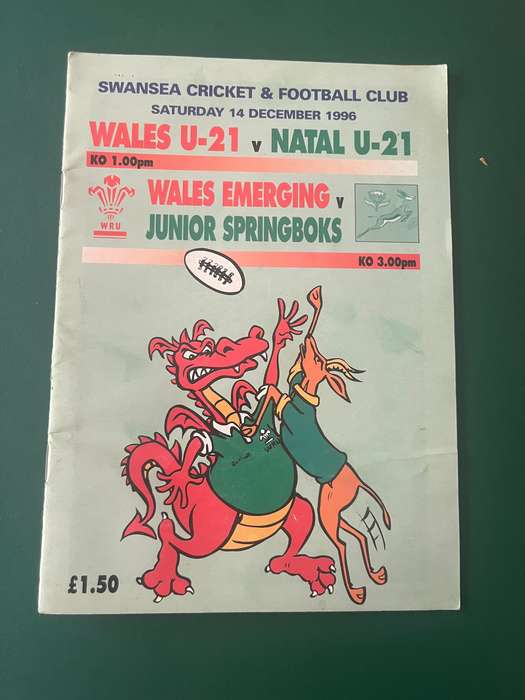 SWANSEA CRICKET & FOOTBALL CLUB
SATURDAY 14 DECEMBER 1996
WALES U-21 v NATAL U-21
KO 1.00pm
WALES EMERGING v
JUNIOR SPRINGBOKS
WRU
KO 3.00pm
WRU
£1.50